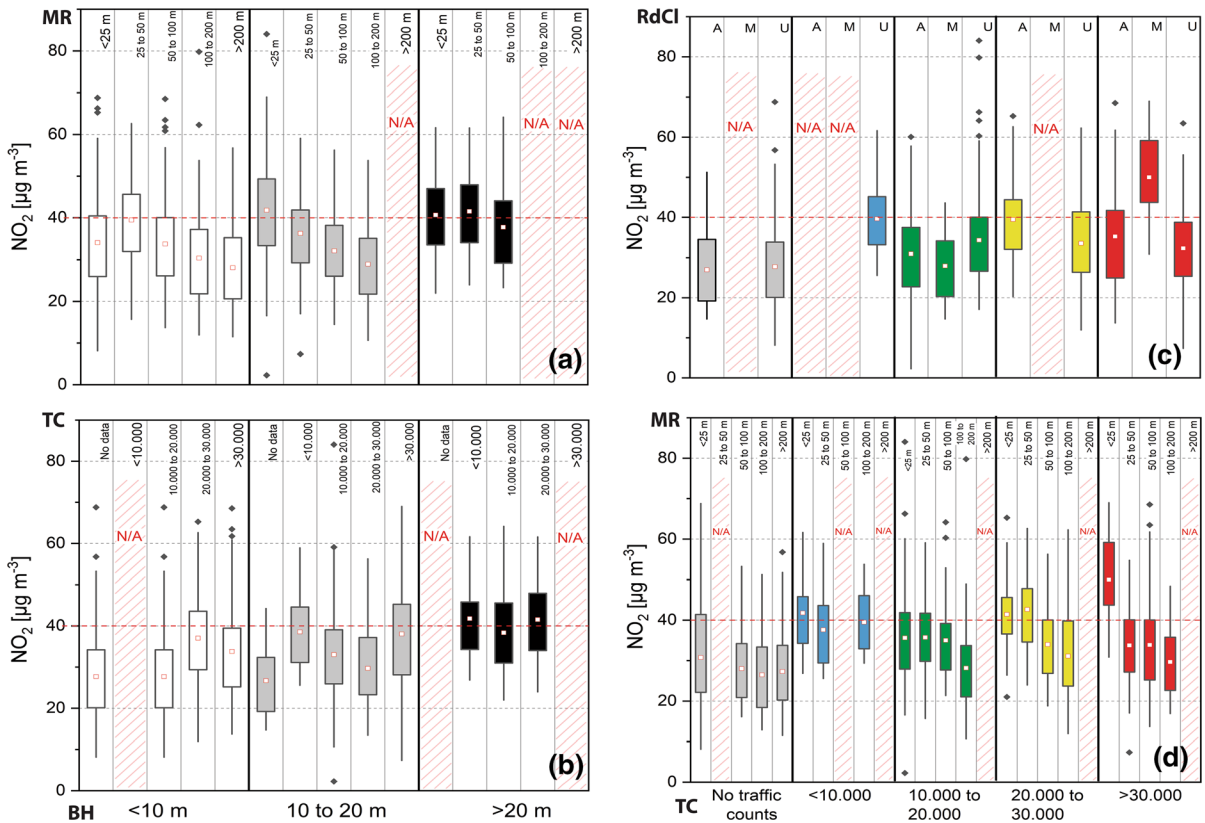 MR
<25 m
25 to 50 m
50 to 100 m
100 to 200 m
>200 m
<25 m
25 to 50 m
50 to 100 m
100 to 200 m
>200 m
<25 m
25 to 50 m
50 to 100 m
100 to 200 m
>200 m
80
60
40
20
0
NO2 [µg m-3]
N/A
N/A
N/A
(a)
RdCl
A
M
U
A
M
U
A
M
U
A
M
U
A
M
U
80
60
40
20
0
NO2 [µg m-3]
N/A
N/A
N/A
N/A
(c)
TC
No data
<10.000
10.000 to 20.000
20.000 to 30.000
>30.000
No data
<10.000
10.000 to 20.000
20.000 to 30.000
>30.000
No data
<10.000
10.000 to 20.000
20.000 to 30.000
>30.000
80
60
40
20
0
NO2 [µg m-3]
N/A
N/A
N/A
(b)
BH
<10 m
10 to 20 m
>20 m
MR
<25 m
25 to 50 m
50 to 100 m
100 to 200 m
>200 m
<25 m
25 to 50 m
50 to 100 m
100 to 200 m
>200 m
<25 m
25 to 50 m
50 to 100 m
100 to
200 m
>200 m
<25 m
25 to 50 m
50 to 100 m
100 to 200 m
>200 m
<25 m
25 to 50 m
50 to 100 m
100 to 200 m
>200 m
80
60
40
20
0
NO2 [µg m-3]
N/A
N/A
N/A
N/A
N/A
N/A
(d)
TC
No traffic
counts
<10.000
10.000 to
20.000
20.000 to
30.000
>30.000